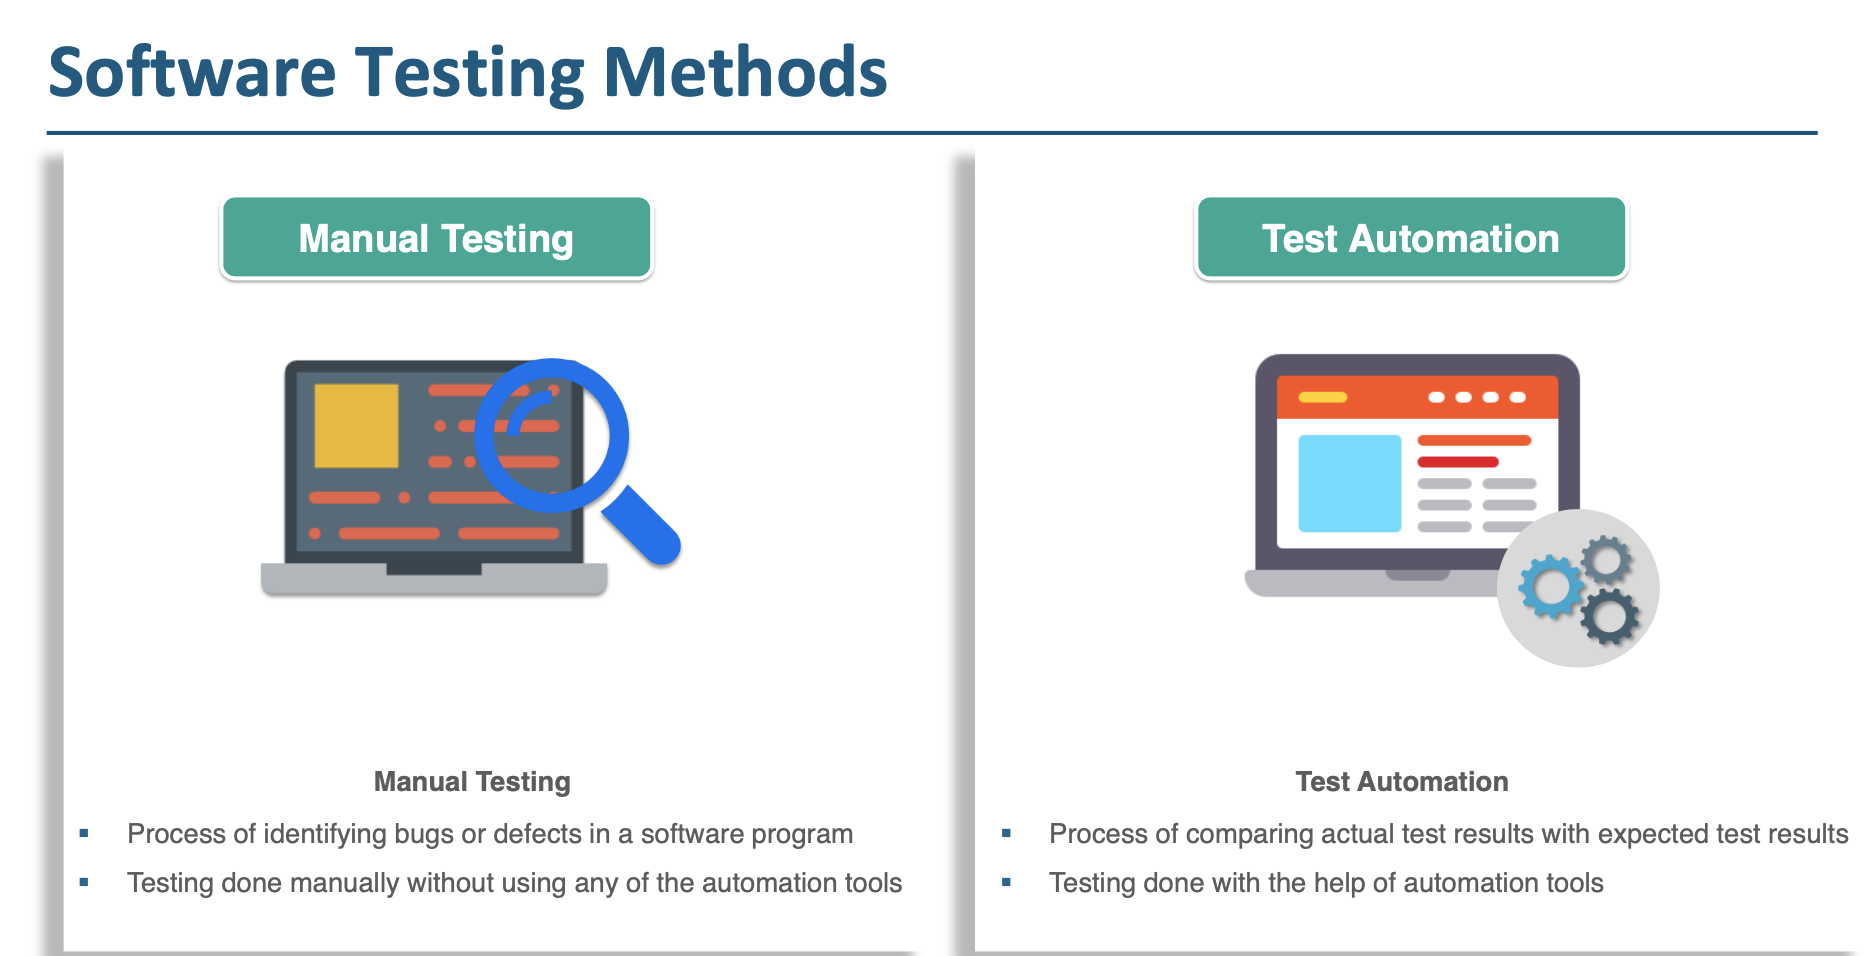 Software Testing Methods
Manual Testing
Test Automation
Manual Testing
▪ Process of identifying bugs or defects in a software program
▪ Testing done manually without using any of the automation tools
Test Automation
▪ Process of comparing actual test results with expected test results
▪ Testing done with the help of automation tools